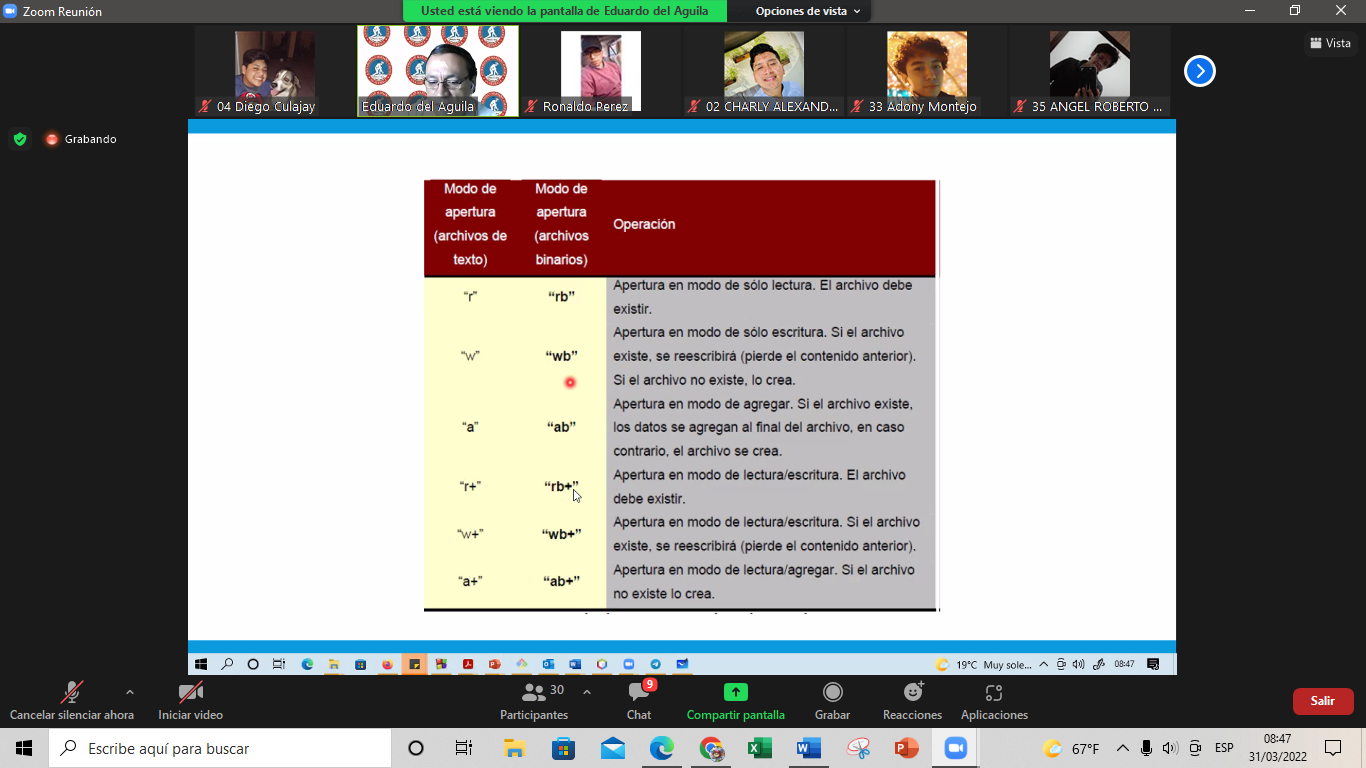 Zoom Reunión
Usted está viendo la pantalla de Eduardo del Aguila
Opciones de vista
Vista
04 Diego Culajay
Eduardo del Aguila
Ronaldo Perez
02 CHARLY ALEXAND...
33 Adony Montejo
35 ANGEL ROBERTO ...
Grabando
Modo de
apertura
(archivos de
texto)
Modo de
apertura
(archivos
binarios)
Operación
“r”
“rb”
Apertura en modo de sólo lectura. El archivo debe
existir.
“w”
“wb”
Apertura en modo de sólo escritura. Si el archivo
existe, se reescribirá (pierde el contenido anterior).
Si el archivo no existe, lo crea.
“a”
“ab”
Apertura en modo de agregar. Si el archivo existe,
los datos se agregan al final del archivo, en caso
contrario, el archivo se crea.
“r+”
“rb+”
Apertura en modo de lectura/escritura. El archivo
debe existir.
“w+”
“wb+”
Apertura en modo de lectura/escritura. Si el archivo
existe, se reescribirá (pierde el contenido anterior).
“a+”
“ab+”
Apertura en modo de lectura/agregar. Si el archivo
no existe lo crea.
19°C Muy sole...
08:47
Cancelar silenciar ahora
Iniciar video
30
Participantes
9
Chat
Compartir pantalla
Grabar
Reacciones
Aplicaciones
Salir
Escribe aquí para buscar
67°F
ESP
08:47
31/03/2022